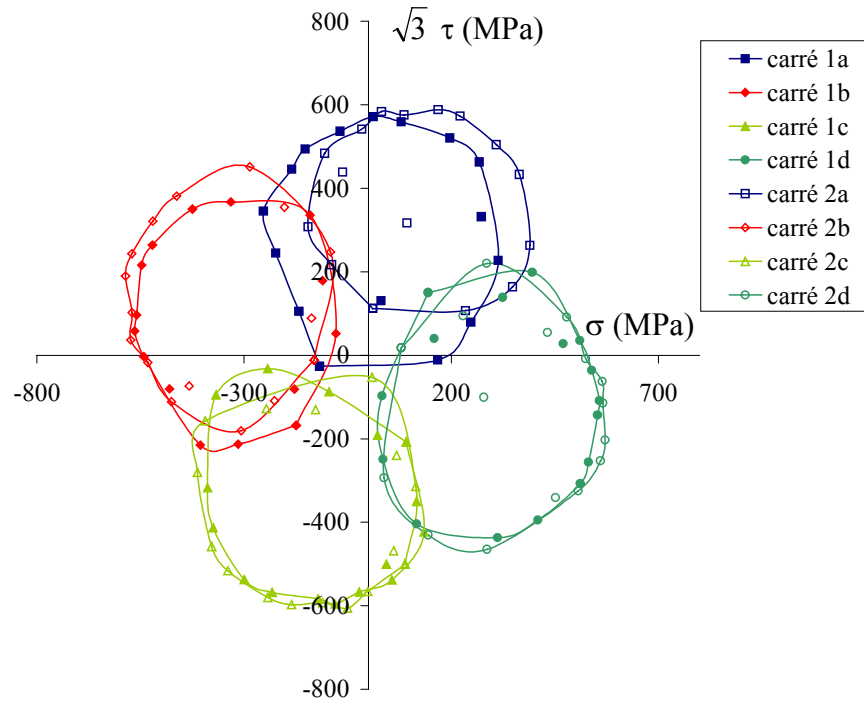 800
√3 τ (MPa)
600
400
200
0
-200
-400
-600
-800
-800
-300
200
700
σ (MPa)
carré 1a
carré 1b
carré 1c
carré 1d
carré 2a
carré 2b
carré 2c
carré 2d